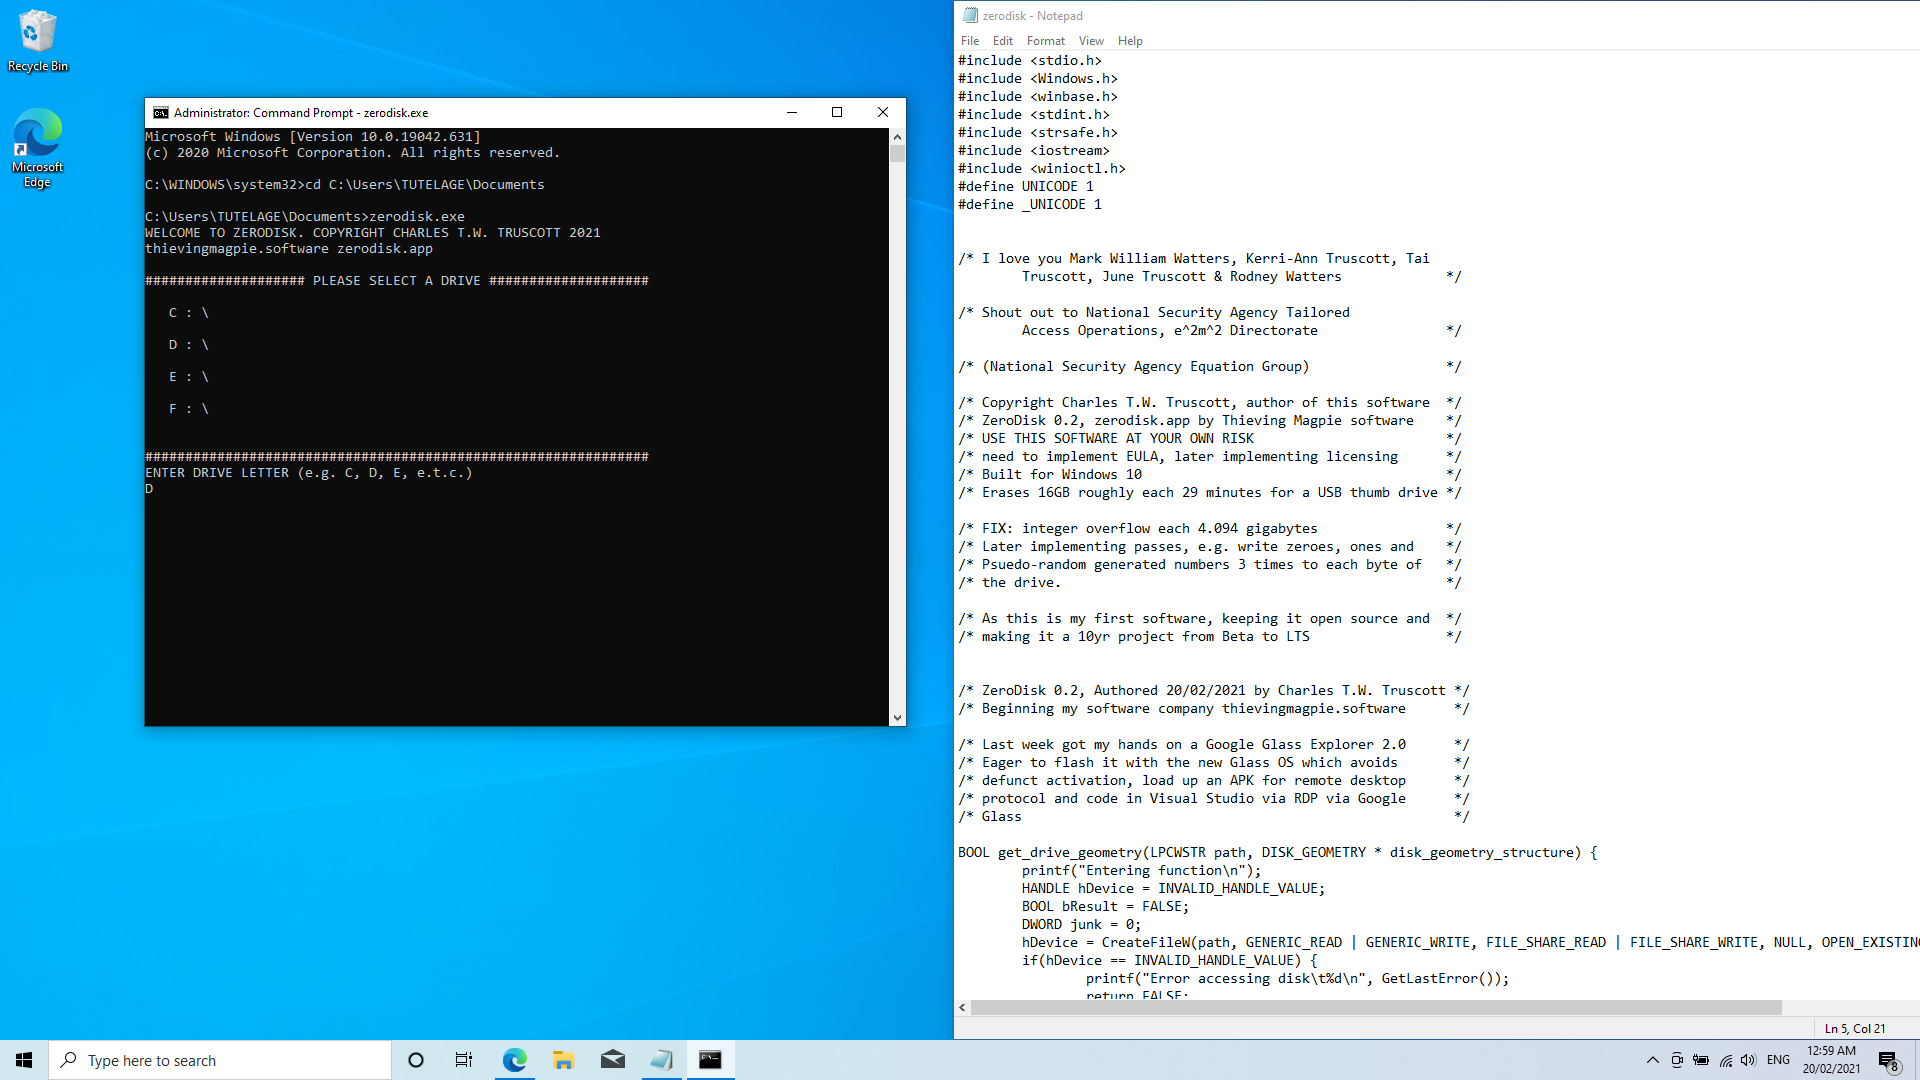 Recycle Bin
Microsoft
Edge
Administrator: Command Prompt - zerodisk.exe
Microsoft Windows [Version 10.0.19042.631]
(c) 2020 Microsoft Corporation. All rights reserved.
C:\WINDOWS\system32>cd C:\Users\TUTELAGE\Documents
C:\Users\TUTELAGE\Documents>zerodisk.exe
WELCOME TO ZERODISK. COPYRIGHT CHARLES T.W. TRUSCOTT 2021
thievingmagpie.software zerodisk.app
#################### PLEASE SELECT A DRIVE ####################
C : \
D : \
E : \
F : \
###############################################################
ENTER DRIVE LETTER (e.g. C, D, E, e.t.c.)
D
zerodisk - Notepad
File Edit Format View Help
#include <stdio.h>
#include <Windows.h>
#include <winbase.h>
#include <stdint.h>
#include <strsafe.h>
#include <iostream>
#include <winioctl.h>
#define UNICODE 1
#define _UNICODE 1
/* I love you Mark William Watters, Kerri-Ann Truscott, Tai
Truscott, June Truscott & Rodney Watters */
/* Shout out to National Security Agency Tailored
Access Operations, e^2m^2 Directorate */
/* (National Security Agency Equation Group) */
/* Copyright Charles T.W. Truscott, author of this software */
/* ZeroDisk 0.2, zerodisk.app by Thieving Magpie software */
/* USE THIS SOFTWARE AT YOUR OWN RISK */
/* need to implement EULA, later implementing licensing */
/* Built for Windows 10 */
/* Erases 16GB roughly each 29 minutes for a USB thumb drive */
/* FIX: integer overflow each 4.094 gigabytes */
/* Later implementing passes, e.g. write zeroes, ones and */
/* Psuedo-random generated numbers 3 times to each byte of */
/* the drive. */
/* As this is my first software, keeping it open source and */
/* making it a 10yr project from Beta to LTS */
/* ZeroDisk 0.2, Authored 20/02/2021 by Charles T.W. Truscott */
/* Beginning my software company thievingmagpie.software */
/* Last week got my hands on a Google Glass Explorer 2.0 */
/* Eager to flash it with the new Glass OS which avoids */
/* defunct activation, load up an APK for remote desktop */
/* protocol and code in Visual Studio via RDP via Google */
/* Glass */
BOOL get_drive_geometry(LPCWSTR path, DISK_GEOMETRY * disk_geometry_structure) {
printf("Entering function\n");
HANDLE hDevice = INVALID_HANDLE_VALUE;
BOOL bResult = FALSE;
DWORD junk = 0;
hDevice = CreateFileW(path, GENERIC_READ | GENERIC_WRITE, FILE_SHARE_READ | FILE_SHARE_WRITE, NULL, OPEN_EXISTING
if(hDevice == INVALID_HANDLE_VALUE) {
printf("Error accessing disk\t%d\n", GetLastError());
return FALSE;
Ln 5, Col 21
Type here to search
ENG
12:59 AM
20/02/2021
8